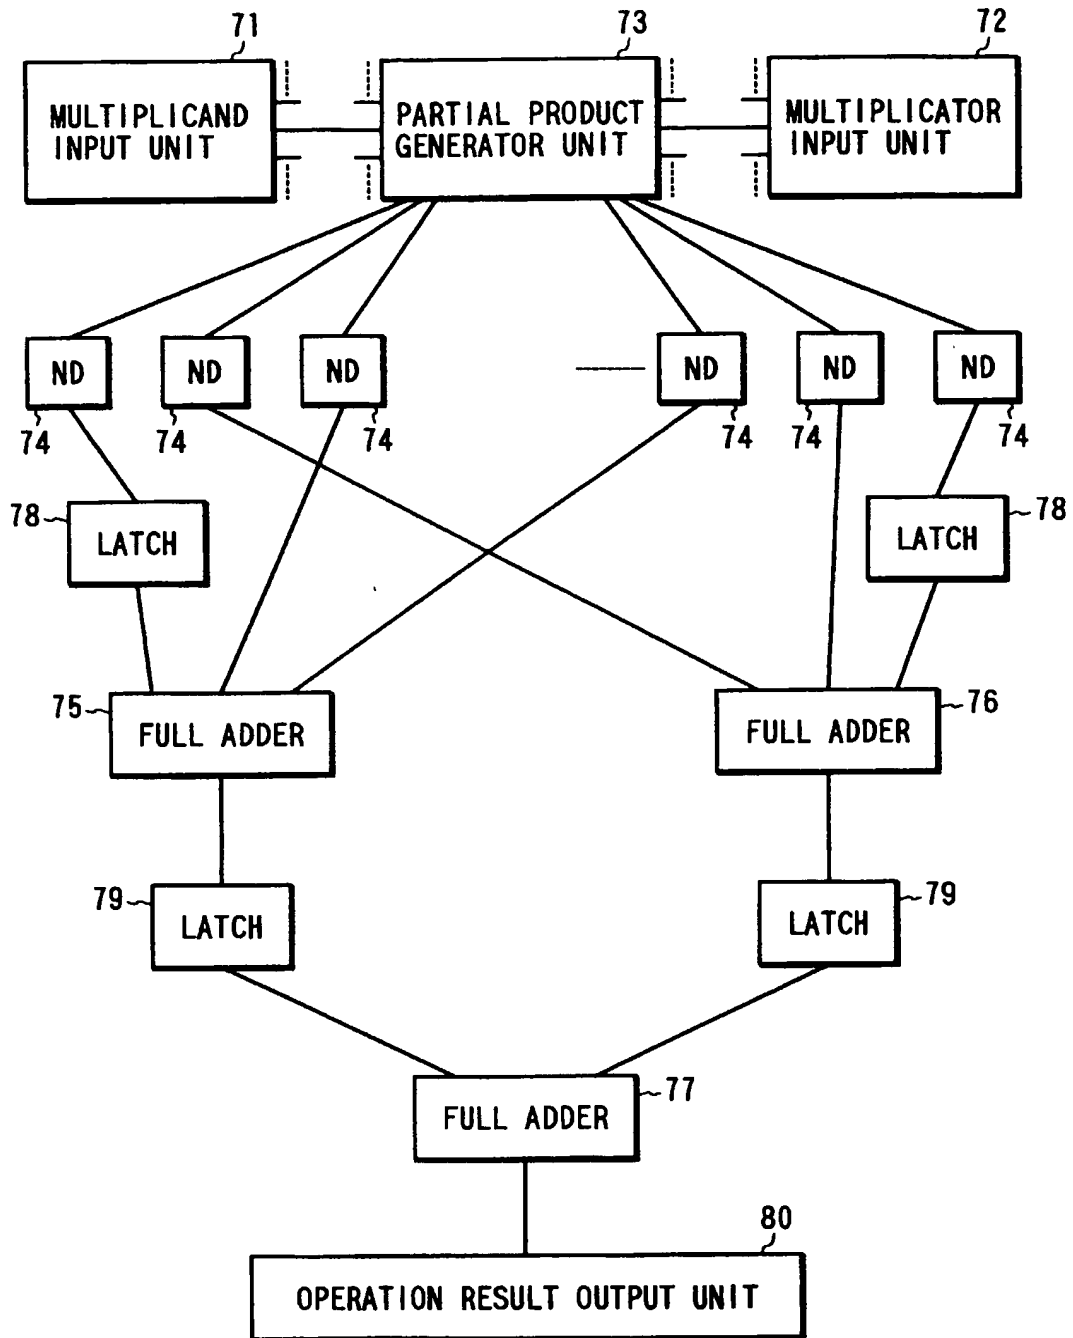 71
73
72
MULTIPLICAND
INPUT UNIT
PARTIAL PRODUCT
GENERATOR UNIT
MULTIPLICATOR
INPUT UNIT
ND
ND
ND
ND
ND
ND
74
74
74
74
74
74
78
LATCH
LATCH
78
75
FULL ADDER
FULL ADDER
76
79
LATCH
LATCH
79
FULL ADDER
77
80
OPERATION RESULT OUTPUT UNIT